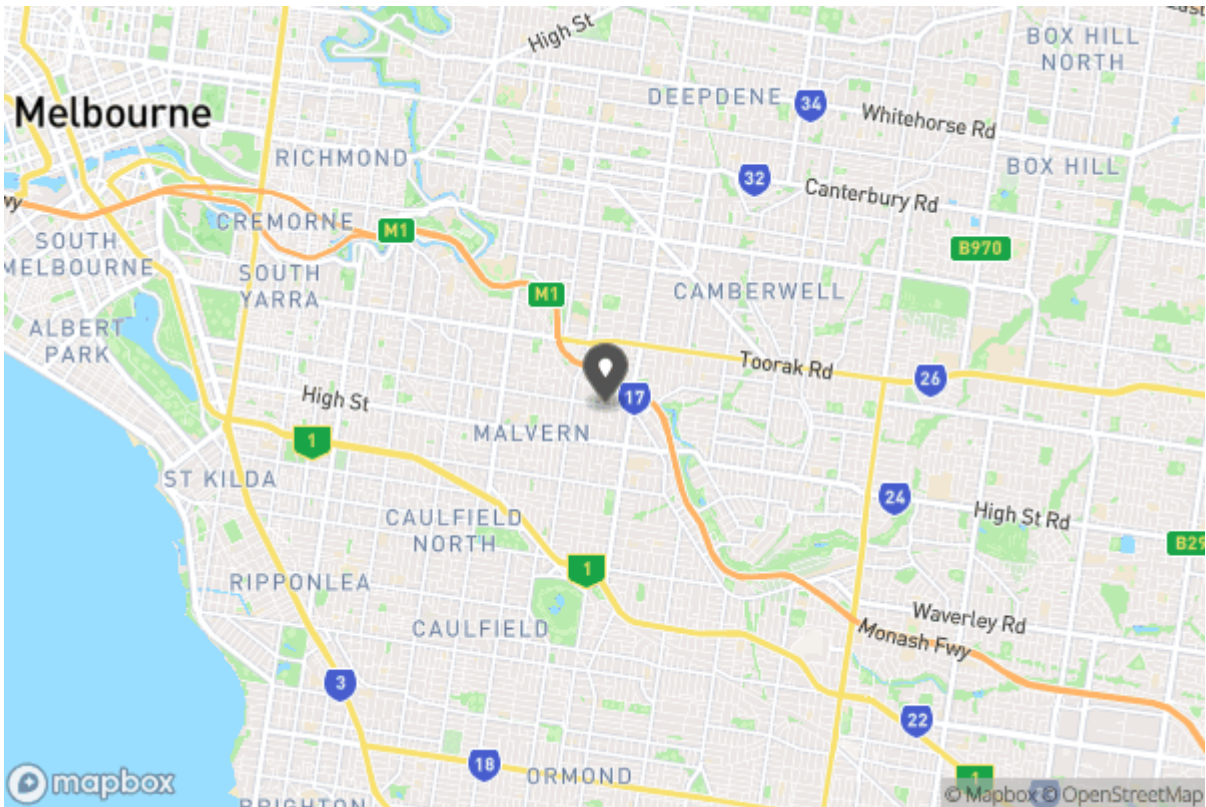 East
High St
BOX HILL
NORTH
DEEPDENE
34
Whitehorse Rd
Melbourne
RICHMOND
BOX HILL
32
Canterbury Rd
wy
CREMORNE
M1
SOUTH
MELBOURNE
B970
SOUTH
YARRA
M1
CAMBERWELL
ALBERT
PARK
Toorak Rd
26
High St
17
1
MALVERN
ST KILDA
24
High St Rd
CAULFIELD
NORTH
B29
1
RIPPONLEA
Waverley Rd
CAULFIELD
Monash Fwy
3
22
18
ORMOND
1
mapbox
© Mapbox © OpenStreetMap
BRIGHTON